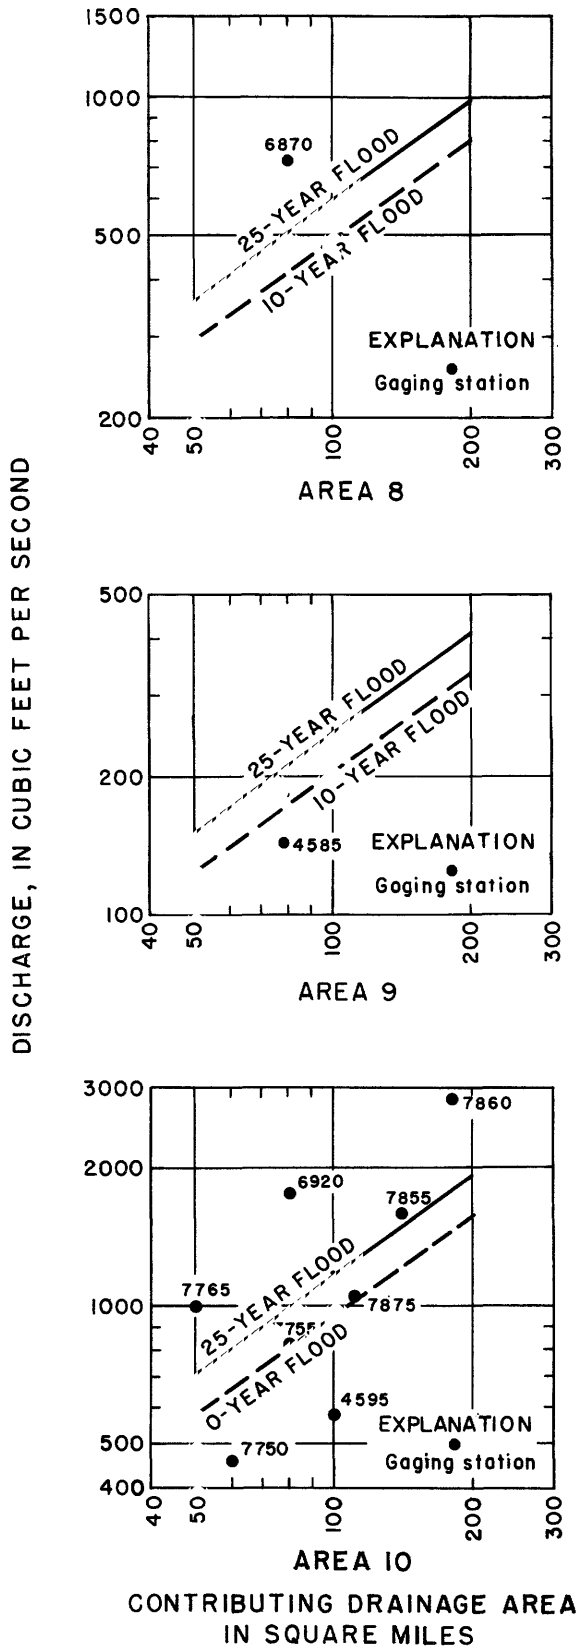 DISCHARGE, IN CUBIC FEET PER SECOND
1500
1000
500
200
6870
25-YEAR FLOOD
10-YEAR FLOOD
EXPLANATION
Gaging station
40 50 100 200 300
AREA 8
500
200
100
25-YEAR FLOOD
10-YEAR FLOOD
4585
EXPLANATION
Goging station
40 50 100 200 300
AREA 9
3000
2000
1000
500
400
7860
6920
7855
7765
7875
25-YEAR FLOOD
0-YEAR FLOOD
4595
7750
EXPLANATION
Gaging station
40 50 100 200 300
AREA 10
CONTRIBUTING DRAINAGE AREA
IN SQUARE MILES